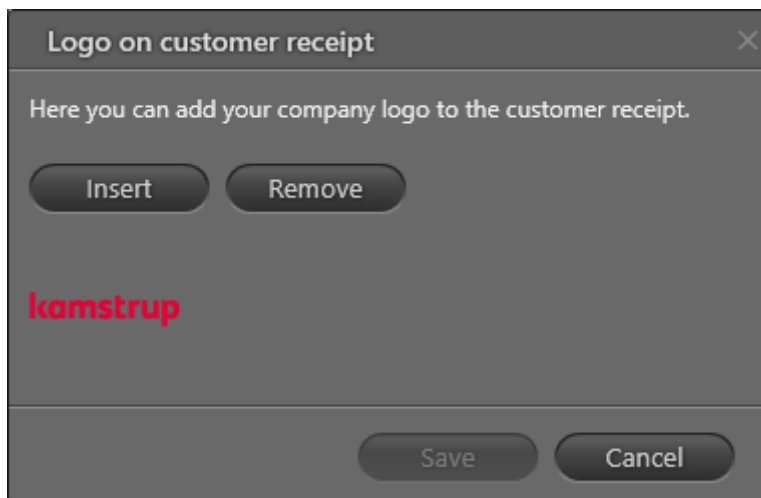 Logo on customer receipt
Here you can add your company logo to the customer receipt.
Insert Remove
kamstrup
Save Cancel